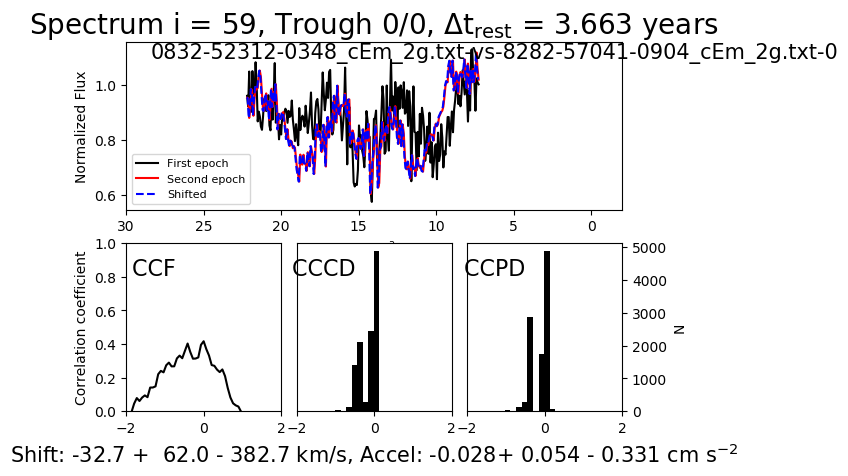 Spectrum i = 59, Trough 0/0, Δt_rest = 3.663 years
0832-52312-0348_cEm_2g.txt-vs-8282-57041-0904_cEm_2g.txt-0
Normalized Flux
1.0
0.8
0.6
First epoch
Second epoch
Shifted
30 25 20 15 10 5 0
Correlation coefficient
1.0
0.8
0.6
0.4
0.2
0.0
CCF
CCCD
CCPD
5000
4000
3000
2000
1000
0
N
−2 0 2
−2 0 2
−2 0 2
Shift: -32.7 + 62.0 - 382.7 km/s, Accel: -0.028+ 0.054 - 0.331 cm s⁻²